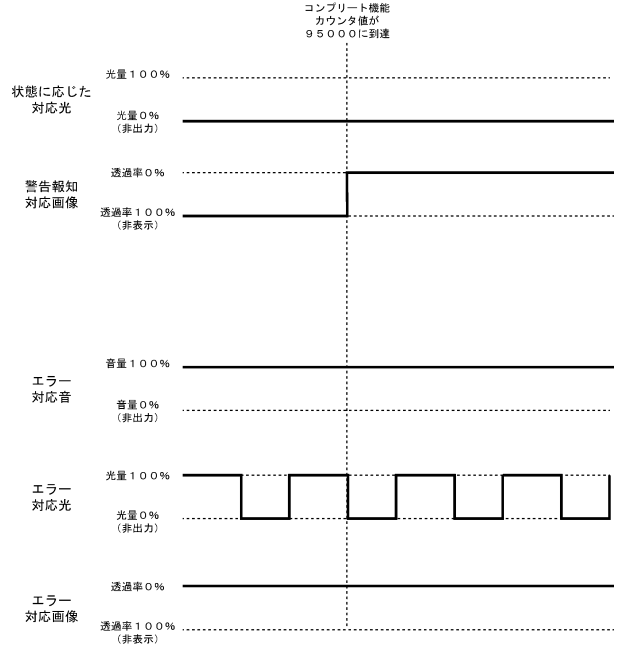 コンプリート機能
カウンタ値が
９５０００に到達
光量１００％
状態に応じた
対応光
光量０％
（非出力）
透過率０％
警告報知
対応画像
透過率１００％
（非表示）
音量１００％
エラー
対応音
音量０％
（非出力）
光量１００％
エラー
対応光
光量０％
（非出力）
透過率０％
エラー
対応画像
透過率１００％
（非表示）